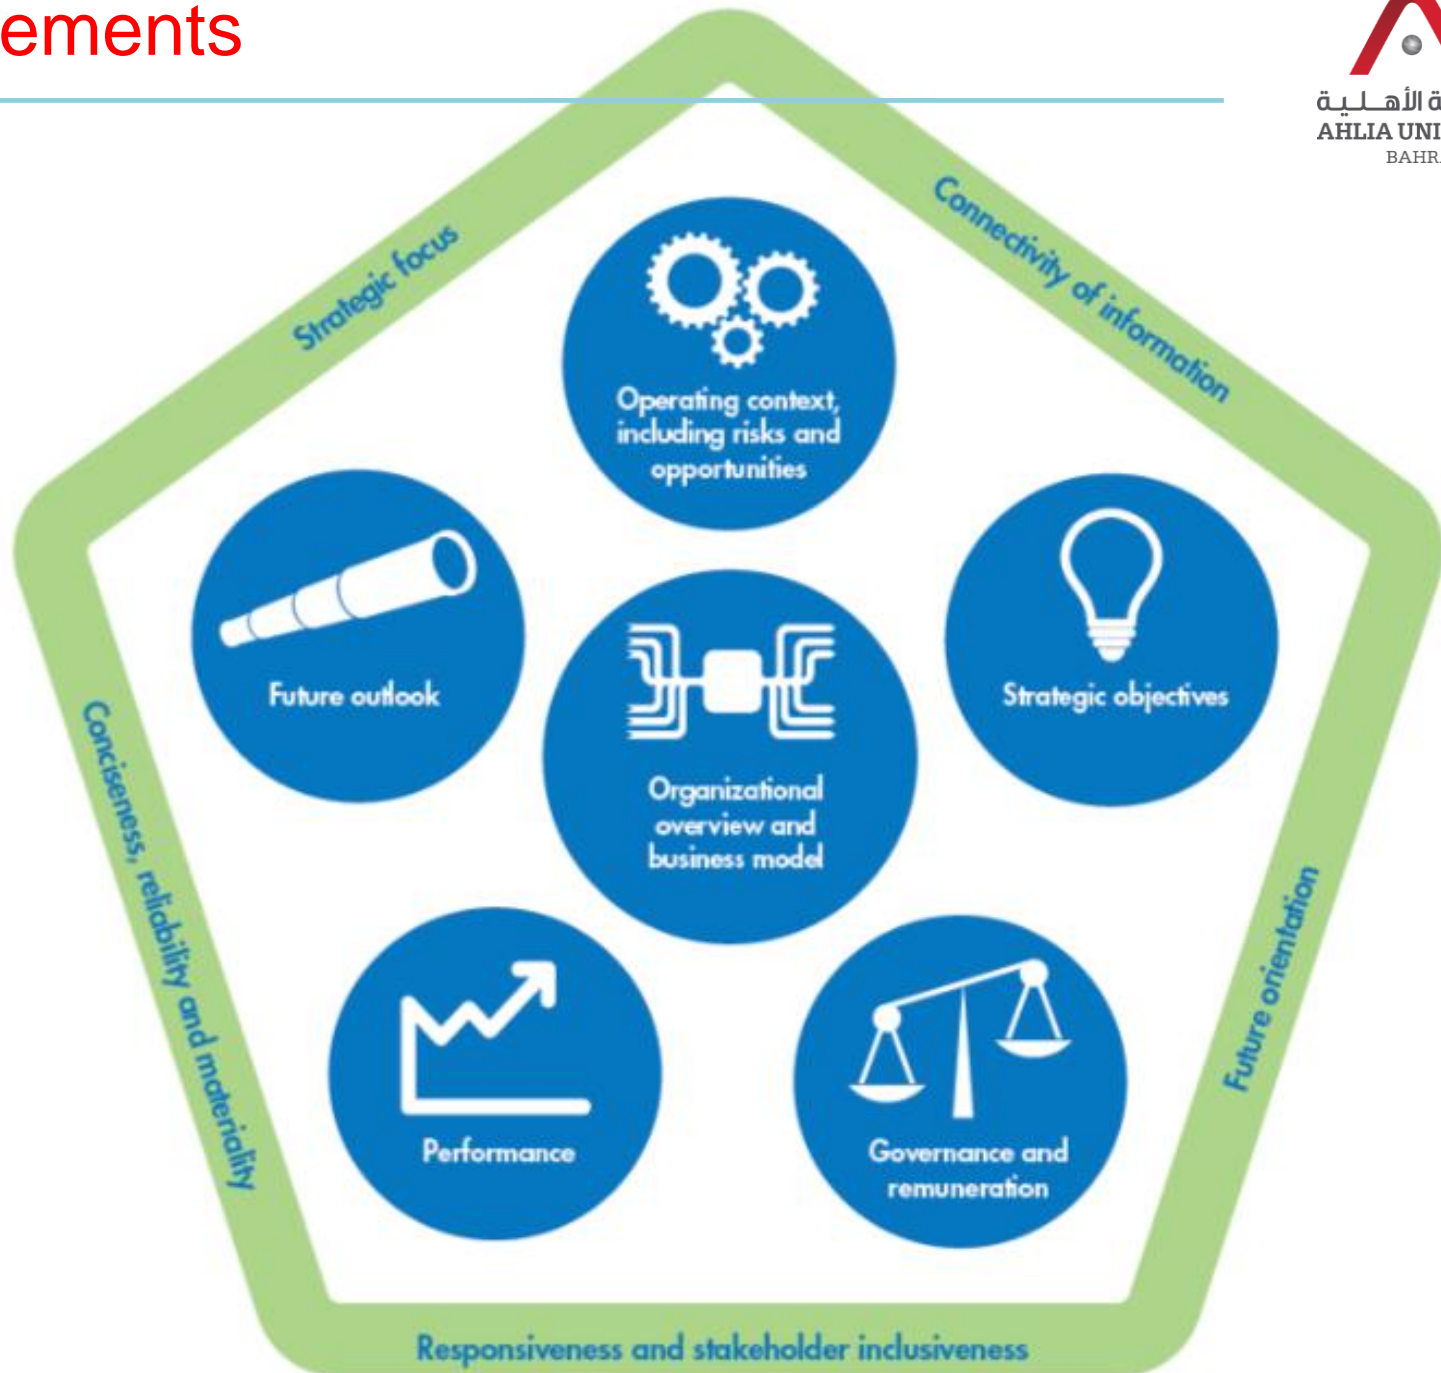 ements
ة الأهـلـيـة
AHLIA UNI
BAHR
Strategic focus
Connectivity of information
Operating context,
including risks and
opportunities
Future outlook
Strategic objectives
Organizational
overview and
business model
Conciseness, reliability and materiality
Future orientation
Performance
Governance and
remuneration
Responsiveness and stakeholder inclusiveness